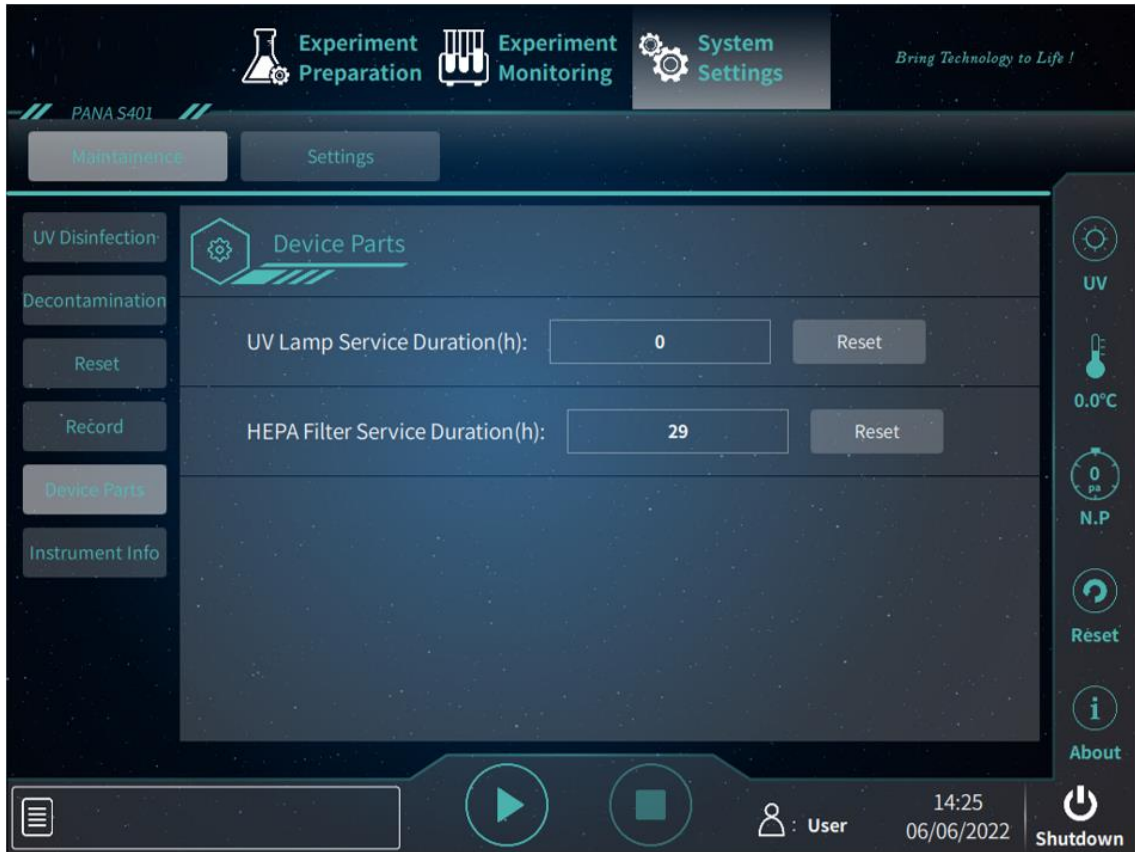 Experiment
Preparation
Experiment
Monitoring
System
Settings
Bring Technology to Life !
PANA S401
Maintainence
Settings
UV Disinfection
Decontamination
Reset
Record
Device Parts
Instrument Info
Device Parts
UV Lamp Service Duration(h):
0
Reset
HEPA Filter Service Duration(h):
29
Reset
UV
0.0°C
0
pa
N.P
Reset
i
About
: User
14:25
06/06/2022
Shutdown